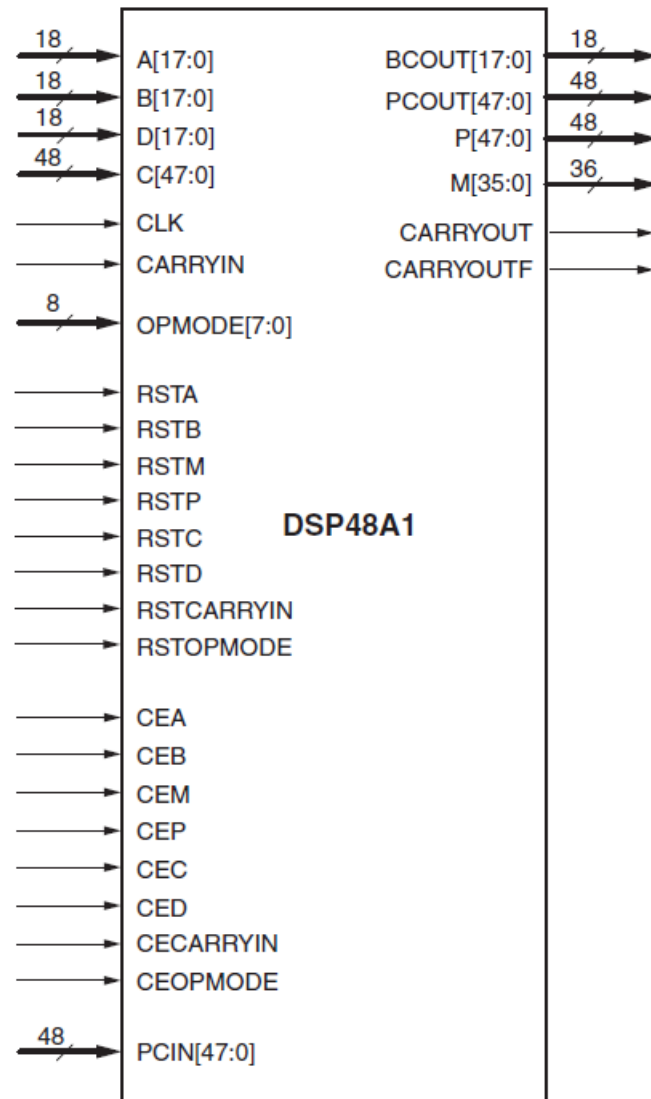 18 A[17:0] BCOUT[17:0] 18
18 B[17:0] PCOUT[47:0] 48
18 D[17:0] P[47:0] 48
48 C[47:0] M[35:0] 36
CLK CARRYOUT
CARRYIN CARRYOUTF
8 OPMODE[7:0]
RSTA
RSTB
RSTM
RSTP
RSTC
DSP48A1
RSTD
RSTCARRYIN
RSTOPMODE
CEA
CEB
CEM
CEP
CEC
CED
CECARRYIN
CEOPMODE
48 PCIN[47:0]